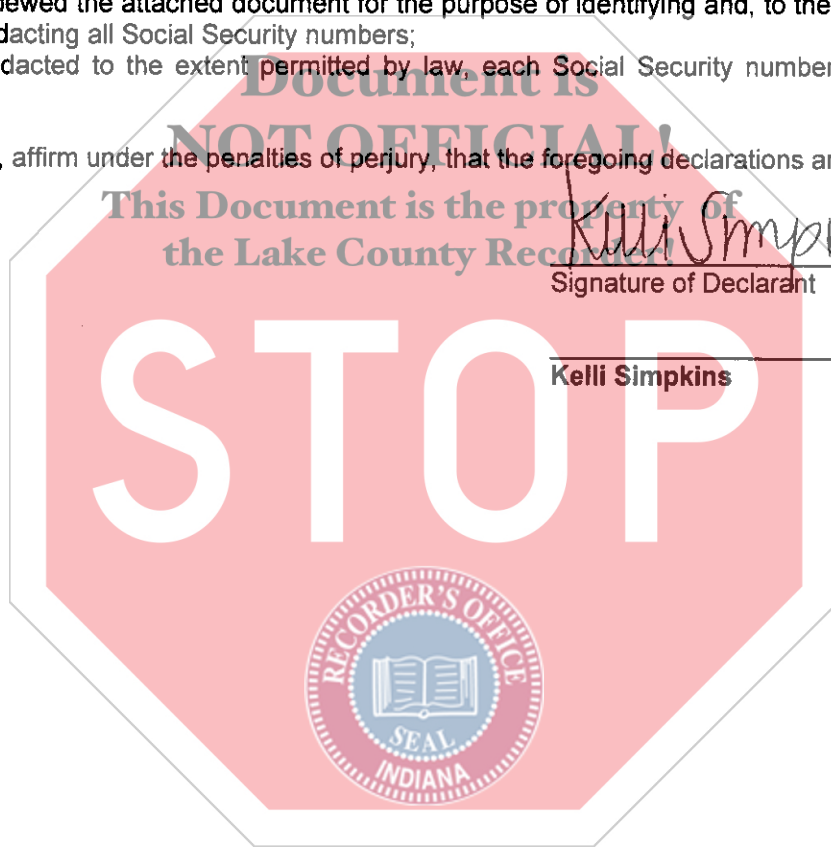 ewed the attached document for the purpose of identifying and, to the
dacting all Social Security numbers;
dacted to the extent permitted by law, each Social Security number
Document is
NOT OFFICIAL!
, affirm under the penalties of perjury, that the foregoing declarations ar
This Document is the property of
the Lake County Recorder!
Kelli Simpk
Signature of Declarant
Kelli Simpkins
STOP
RECORDER'S OFFICE
SEAL
INDIANA